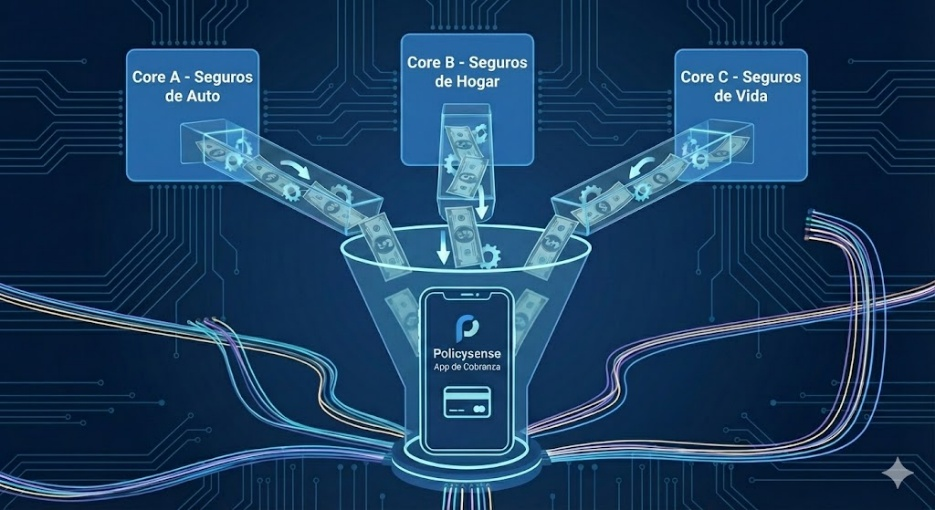 Core A - Seguros
de Auto
Core B - Seguros
de Hogar
Core C - Seguros
de Vida
Policysense
App de Cobranza